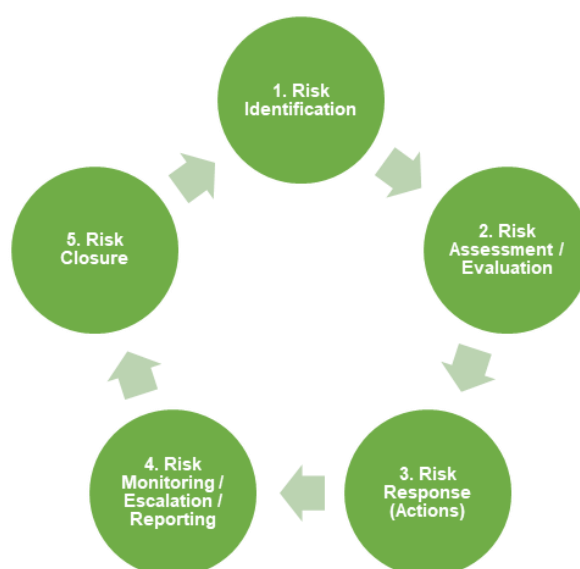 1. Risk
Identification
2. Risk
Assessment /
Evaluation
3. Risk
Response
(Actions)
4. Risk
Monitoring /
Escalation /
Reporting
5. Risk
Closure